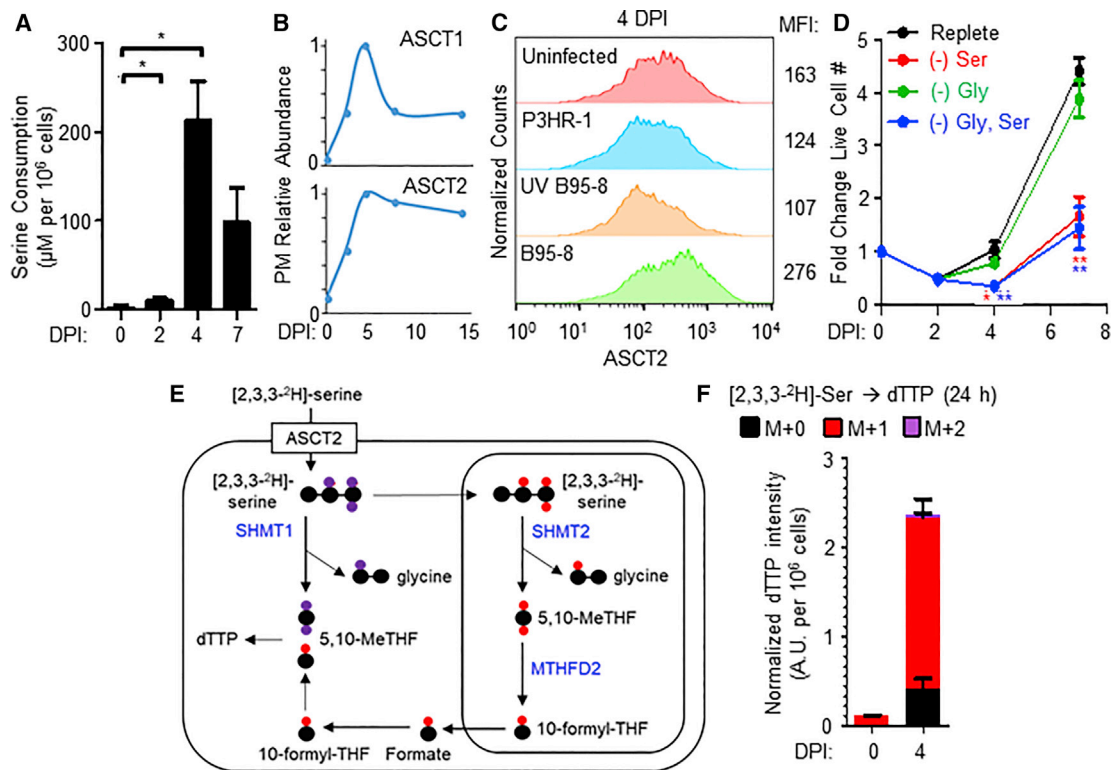 A
*
*
Serine Consumption
(µM per 10⁶ cells)
300
200
100
0
DPI: 0 2 4 7
B
PM Relative Abundance
ASCT1
1
0
ASCT2
1
0
DPI: 0 5 10 15
C
4 DPI
MFI:
Normalized Counts
Uninfected
163
P3HR-1
124
UV B95-8
107
B95-8
276
10⁰ 10¹ 10² 10³ 10⁴
ASCT2
D
Fold Change Live Cell #
Replete
(-) Ser
(-) Gly
(-) Gly, Ser
5
4
3
2
1
0
**
**
* **
DPI: 0 2 4 6 8
E
[2,3,3-²H]-serine
ASCT2
[2,3,3-²H]-
serine
[2,3,3-²H]-
serine
SHMT1
SHMT2
glycine
glycine
5,10-MeTHF
5,10-MeTHF
dTTP
MTHFD2
10-formyl-THF
Formate
10-formyl-THF
F
[2,3,3-²H]-Ser → dTTP (24 h)
M+0 M+1 M+2
Normalized dTTP intensity
(A.U. per 10⁶ cells)
3
2
1
0
DPI: 0 4